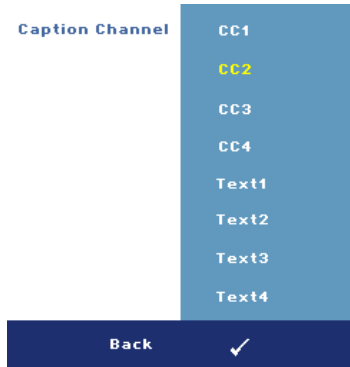 Caption Channel CC1
CC2
CC3
CC4
Text1
Text2
Text3
Text4
Back ✓